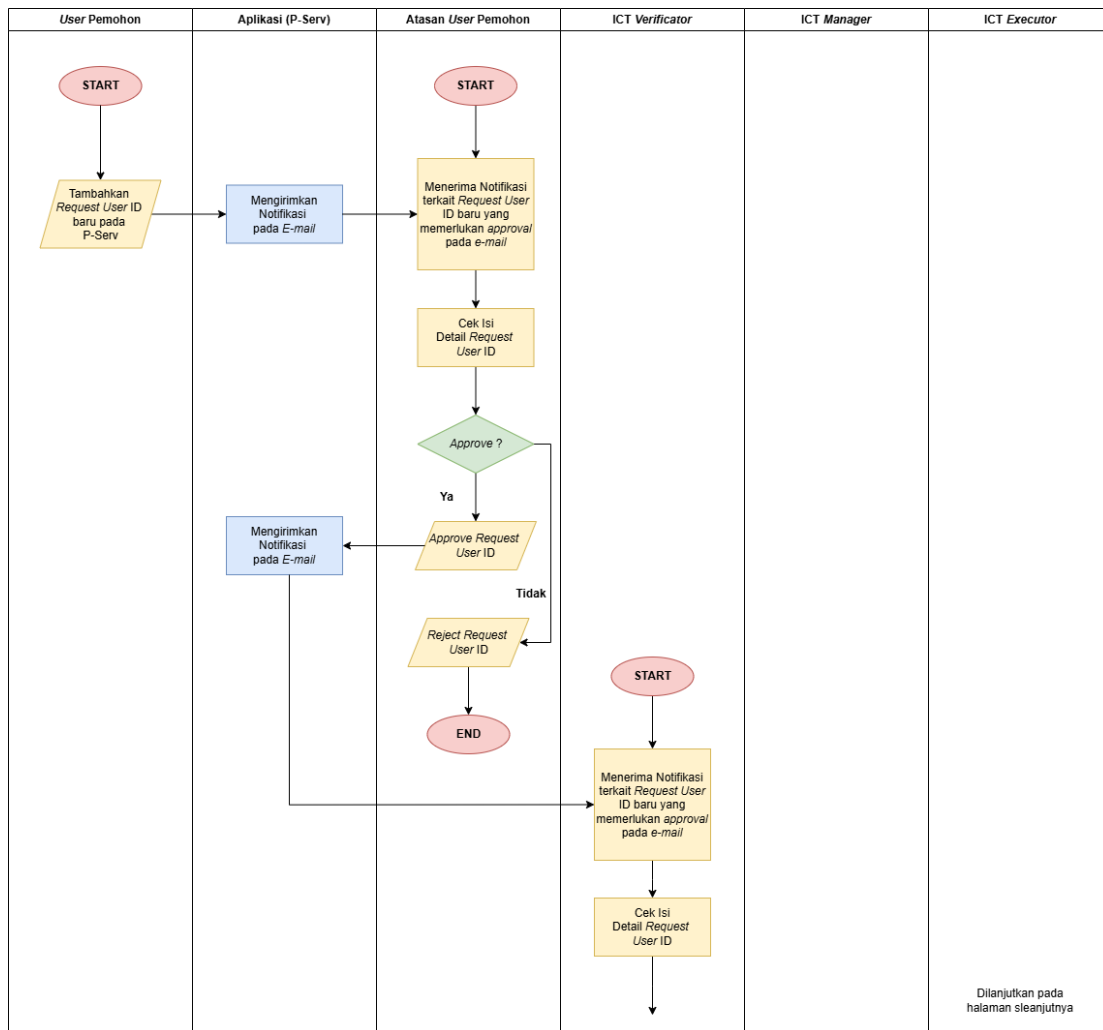 User Pemohon
Aplikasi (P-Serv)
Atasan User Pemohon
ICT Verificator
ICT Manager
ICT Executor
START
START
Tambahkan
Request User ID
baru pada
P-Serv
Mengirimkan
Notifikasi
pada E-mail
Menerima Notifikasi
terkait Request User
ID baru yang
memerlukan approval
pada e-mail
Cek Isi
Detail Request
User ID
Approve ?
Ya
Mengirimkan
Notifikasi
pada E-mail
Approve Request
User ID
Tidak
Reject Request
User ID
START
END
Menerima Notifikasi
terkait Request User
ID baru yang
memerlukan approval
pada e-mail
Cek Isi
Detail Request
User ID
Dilanjutkan pada
halaman sleanjutnya